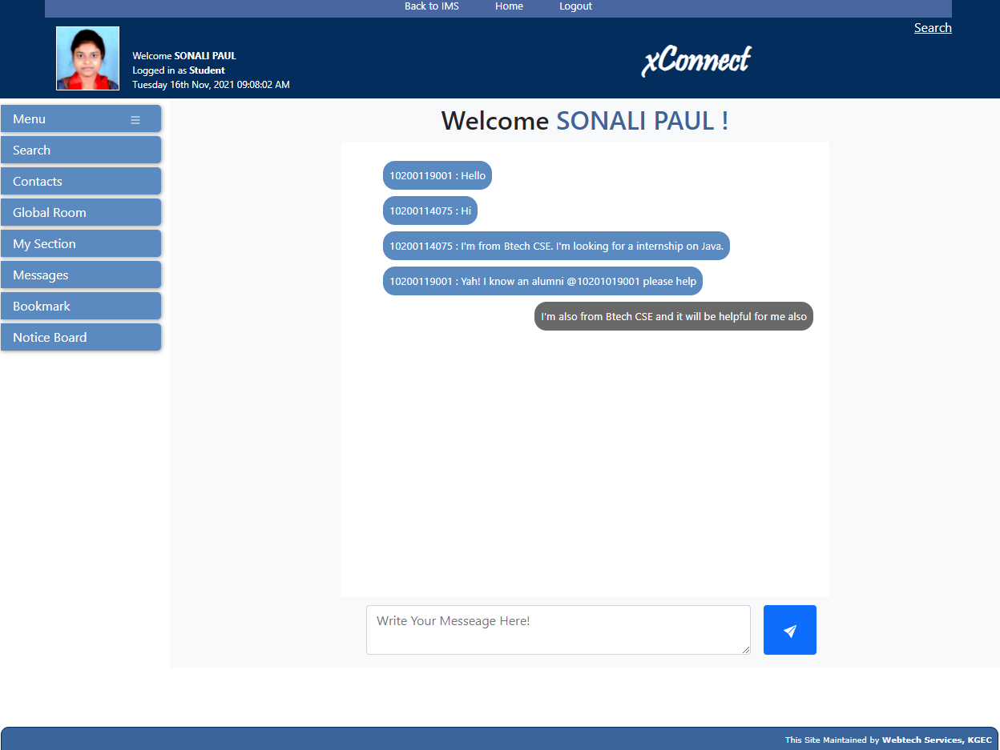 Back to IMS Home Logout
Search
Welcome SONALI PAUL
Logged in as Student
Tuesday 16th Nov, 2021 09:08:02 AM
xConnect
Menu
Search
Contacts
Global Room
My Section
Messages
Bookmark
Notice Board
Welcome SONALI PAUL !
10200119001 : Hello
10200114075 : Hi
10200114075 : I'm from Btech CSE. I'm looking for a internship on Java.
10200119001 : Yah! I know an alumni @10201019001 please help
I'm also from Btech CSE and it will be helpful for me also
Write Your Messeage Here!
This Site Maintained by Webtech Services, KGEC